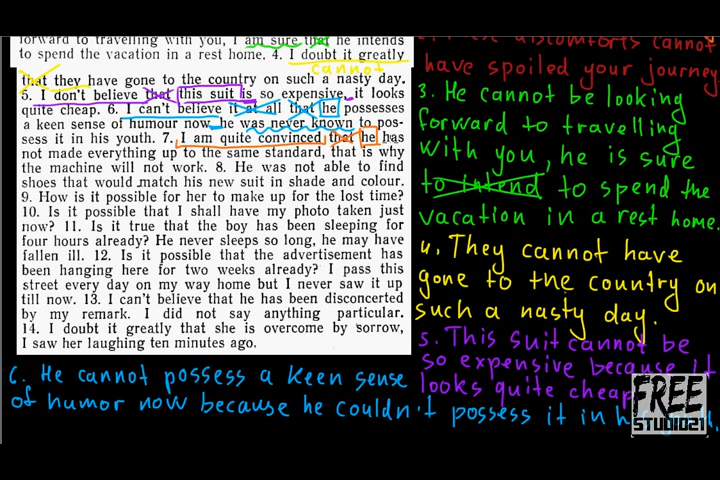 forward to travelling with you, I am sure that he intends
to spend the vacation in a rest home. 4. I doubt it greatly
cannot
that they have gone to the country on such a nasty day.
5. I don't believe that this suit is so expensive, it looks
quite cheap. 6. I can't believe it at all that he possesses
a keen sense of humour now, he was never known to pos-
sess it in his youth. 7. I am quite convinced that he has
not made everything up to the same standard, that is why
the machine will not work. 8. He was not able to find
shoes that would match his new suit in shade and colour.
9. How is it possible for her to make up for the lost time?
10. Is it possible that I shall have my photo taken just
now? 11. Is it true that the boy has been sleeping for
four hours already? He never sleeps so long, he may have
fallen ill. 12. Is it possible that the advertisement has
been hanging here for two weeks already? I pass this
street every day on my way home but I never saw it up
till now. 13. I can't believe that he has been disconcerted
by my remark. I did not say anything particular.
14. I doubt it greatly that she is overcome by sorrow,
I saw her laughing ten minutes ago.
discomforts cannot
have spoiled your journey
3. He cannot be looking
forward to travelling
with you, he is sure
to intend to spend the
vacation in a rest home.
4. They cannot have
gone to the country on
such a nasty day.
5. This suit cannot be
so expensive because it
looks quite cheap
6. He cannot possess a keen sense
of humor now because he couldn't possess it in
FREE
STUDIO21